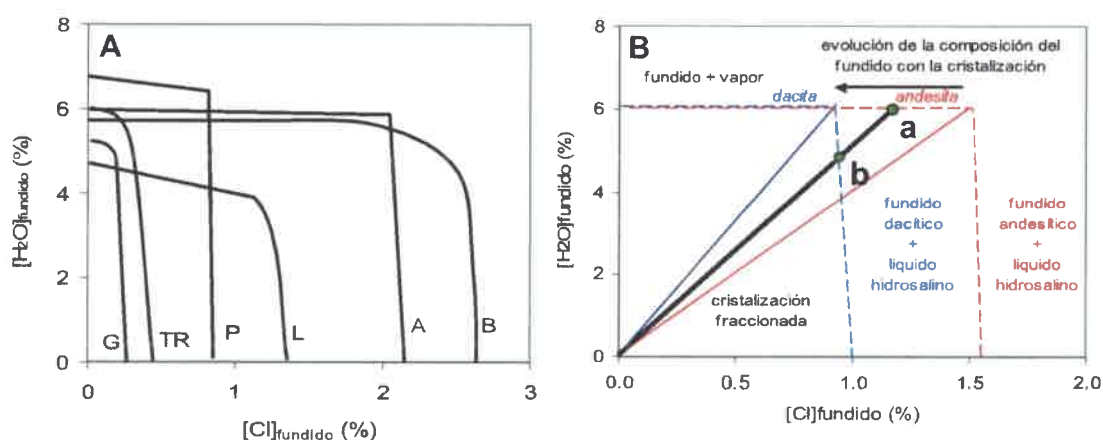 A
8
6
4
2
0
[H₂O]fundido (%)
G
TR
P
L
A
B
0
1
2
3
[Cl]fundido (%)
B
8
6
4
2
0
[H2O]fundido (%)
evolución de la composición del
fundido con la cristalización
fundido + vapor
dacita
andesita
a
b
fundido
dacítico
+
liquido
hidrosalino
fundido
andesítico
+
liquido
hidrosalino
cristalización
fraccionada
0.0
0.5
1.0
1.5
2.0
[Cl]fundido (%)